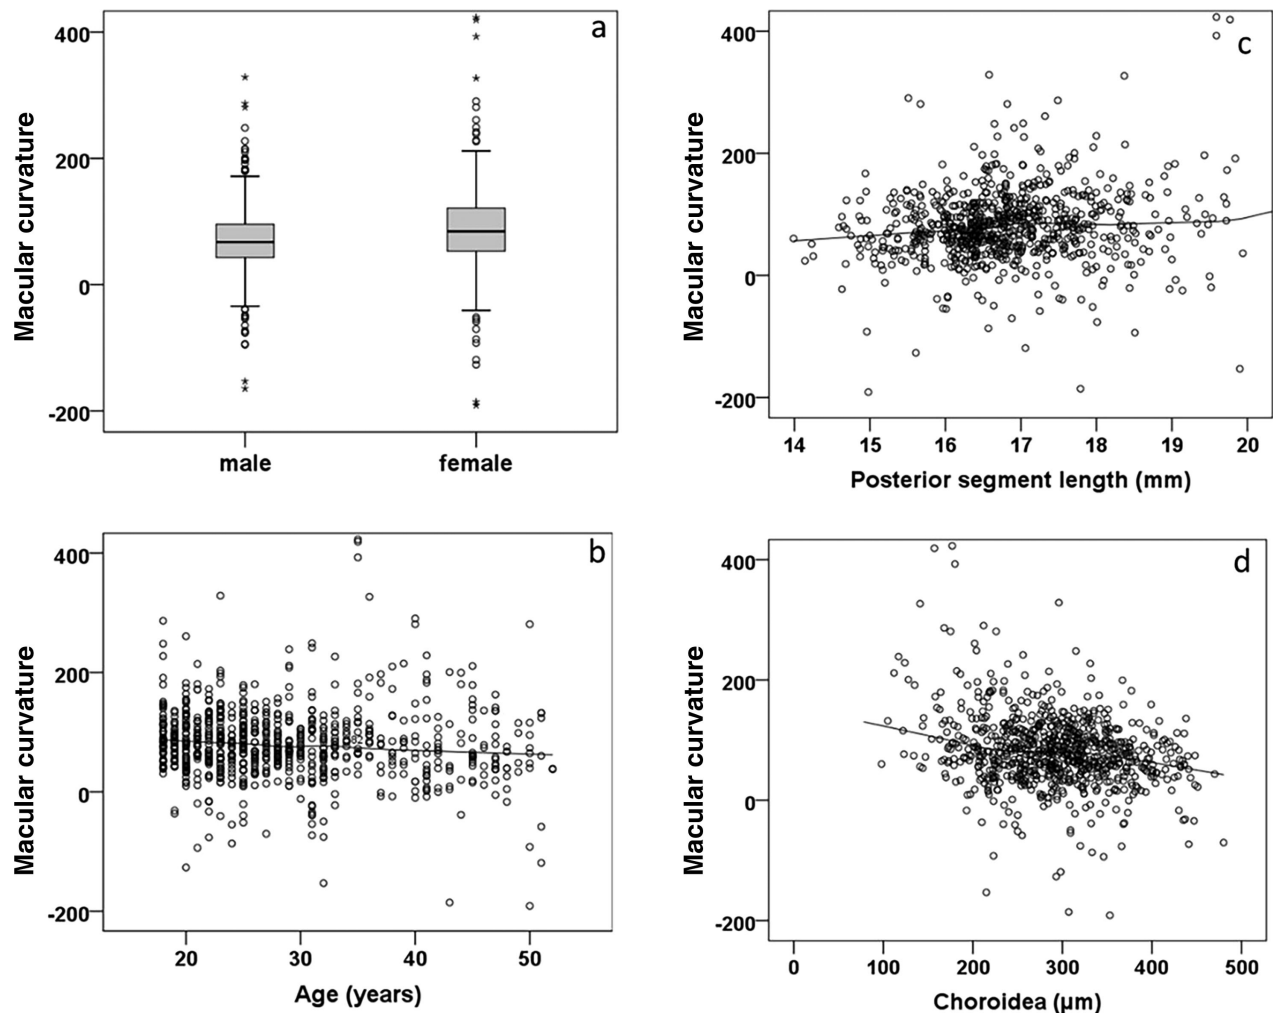 a
400
200
0
-200
Macular curvature
male
female
c
400
200
0
-200
Macular curvature
14 15 16 17 18 19 20
Posterior segment length (mm)
b
400
200
0
-200
Macular curvature
20 30 40 50
Age (years)
d
400
200
0
-200
Macular curvature
0 100 200 300 400 500
Choroidea (µm)